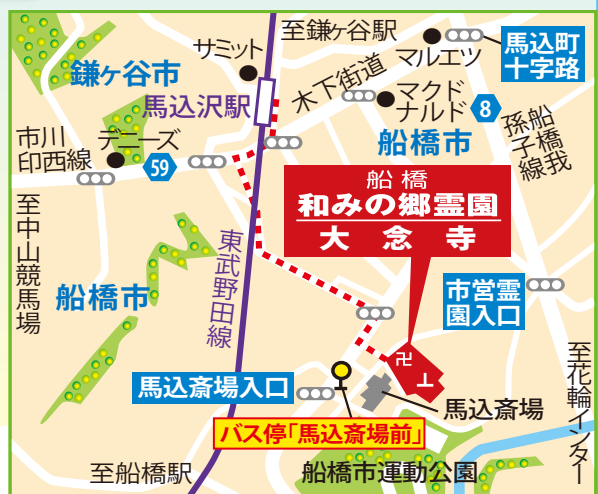 至鎌ヶ谷駅
サミット
マルエツ
馬込町
十字路
鎌ケ谷市
馬込沢駅
木下街道
マクド
ナルド
8
船橋市
船橋我孫子線
市川
印西線
デニーズ
59
船橋
和みの郷霊園
大念寺
至中山競馬場
東武野田線
船橋市
市営霊
園入口
卍
馬込斎場入口
馬込斎場
バス停「馬込斎場前」
至花輪インター
至船橋駅
船橋市運動公園